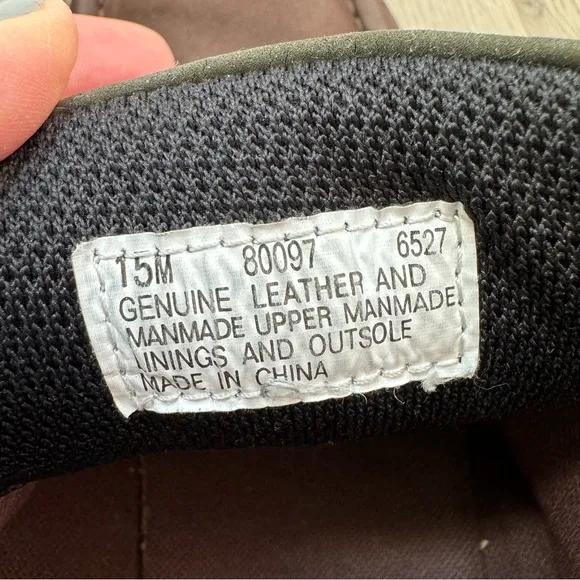 15M 80097 6527
GENUINE LEATHER AND
MANMADE UPPER MANMADE
LININGS AND OUTSOLE
MADE IN CHINA